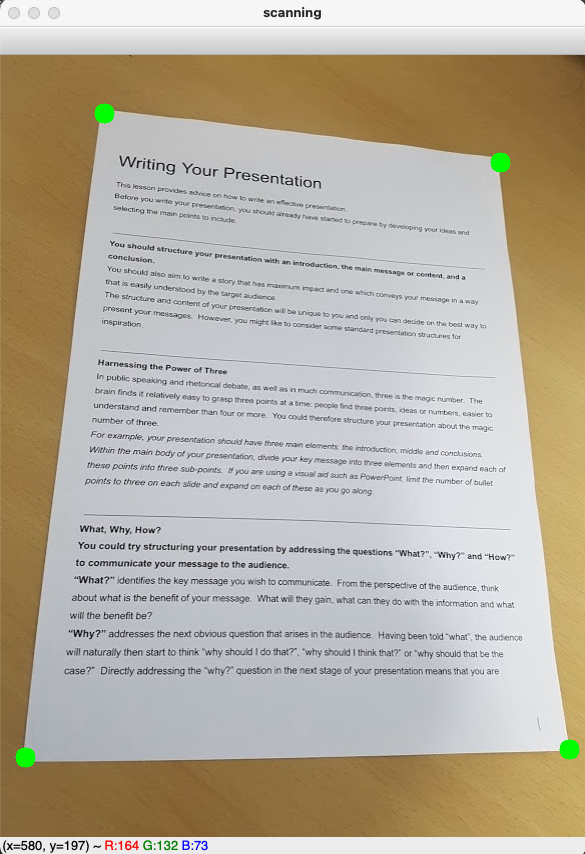 scanning
Writing Your Presentation
This lesson provides advice on how to write an effective presentation.
Before you write your presentation, you should already have started to prepare by developing your ideas and
selecting the main points to include.
You should structure your presentation with an introduction, the main message or content, and a
conclusion.
You should also aim to write a story that has maximum impact and one which conveys your message in a way
that is easily understood by the target audience.
The structure and content of your presentation will be unique to you and only you can decide on the best way to
present your messages. However, you might like to consider some standard presentation structures for
inspiration.
Harnessing the Power of Three
In public speaking and rhetorical debate, as well as in much communication, three is the magic number. The
brain finds it relatively easy to grasp three points at a time: people find three points, ideas or numbers, easier to
understand and remember than four or more. You could therefore structure your presentation about the magic
number of three.
For example, your presentation should have three main elements: the introduction, middle and conclusions.
Within the main body of your presentation, divide your key message into three elements and then expand each of
these points into three sub-points. If you are using a visual aid such as PowerPoint, limit the number of bullet
points to three on each slide and expand on each of these as you go along.
What, Why, How?
You could try structuring your presentation by addressing the questions “What?”, “Why?” and “How?”
to communicate your message to the audience.
“What?” identifies the key message you wish to communicate. From the perspective of the audience, think
about what is the benefit of your message. What will they gain, what can they do with the information and what
will the benefit be?
“Why?” addresses the next obvious question that arises in the audience. Having been told “what”, the audience
will naturally then start to think “why should I do that?”, “why should I think that?” or “why should that be the
case?” Directly addressing the “why?” question in the next stage of your presentation means that you are
(x=580, y=197) ~ R:164 G:132 B:73